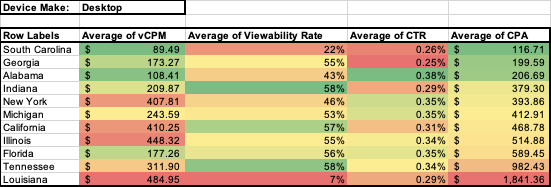 Device Make: Desktop
Row Labels Average of vCPM Average of Viewability Rate Average of CTR Average of CPA
South Carolina $ 89.49 22% 0.26% $ 116.71
Georgia $ 173.27 55% 0.25% $ 199.59
Alabama $ 108.41 43% 0.38% $ 206.69
Indiana $ 209.87 58% 0.29% $ 379.30
New York $ 407.81 46% 0.35% $ 393.86
Michigan $ 243.59 53% 0.35% $ 412.91
California $ 410.25 57% 0.31% $ 468.78
Illinois $ 448.32 55% 0.34% $ 514.88
Florida $ 177.26 56% 0.35% $ 589.45
Tennessee $ 311.90 58% 0.34% $ 982.43
Louisiana $ 484.95 7% 0.29% $ 1,841.36